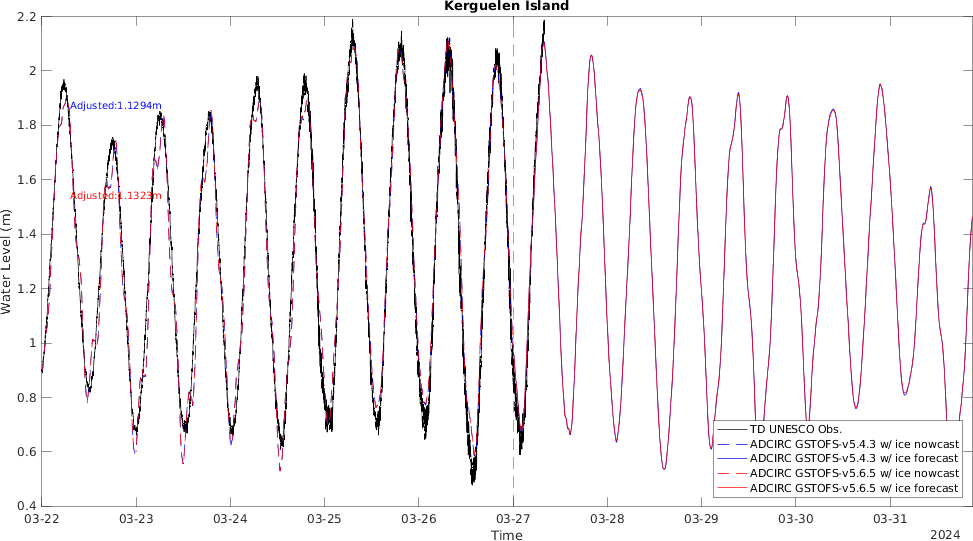 Kerguelen Island
2.2
2
1.8
1.6
1.4
1.2
1
0.8
0.6
0.4
Water Level (m)
Adjusted:1.1294m
Adjusted:1.1323m
TD UNESCO Obs.
ADCIRC GSTOFS-v5.4.3 w/ ice nowcast
ADCIRC GSTOFS-v5.4.3 w/ ice forecast
ADCIRC GSTOFS-v5.6.5 w/ ice nowcast
ADCIRC GSTOFS-v5.6.5 w/ ice forecast
03-22 03-23 03-24 03-25 03-26 03-27 03-28 03-29 03-30 03-31
Time
2024